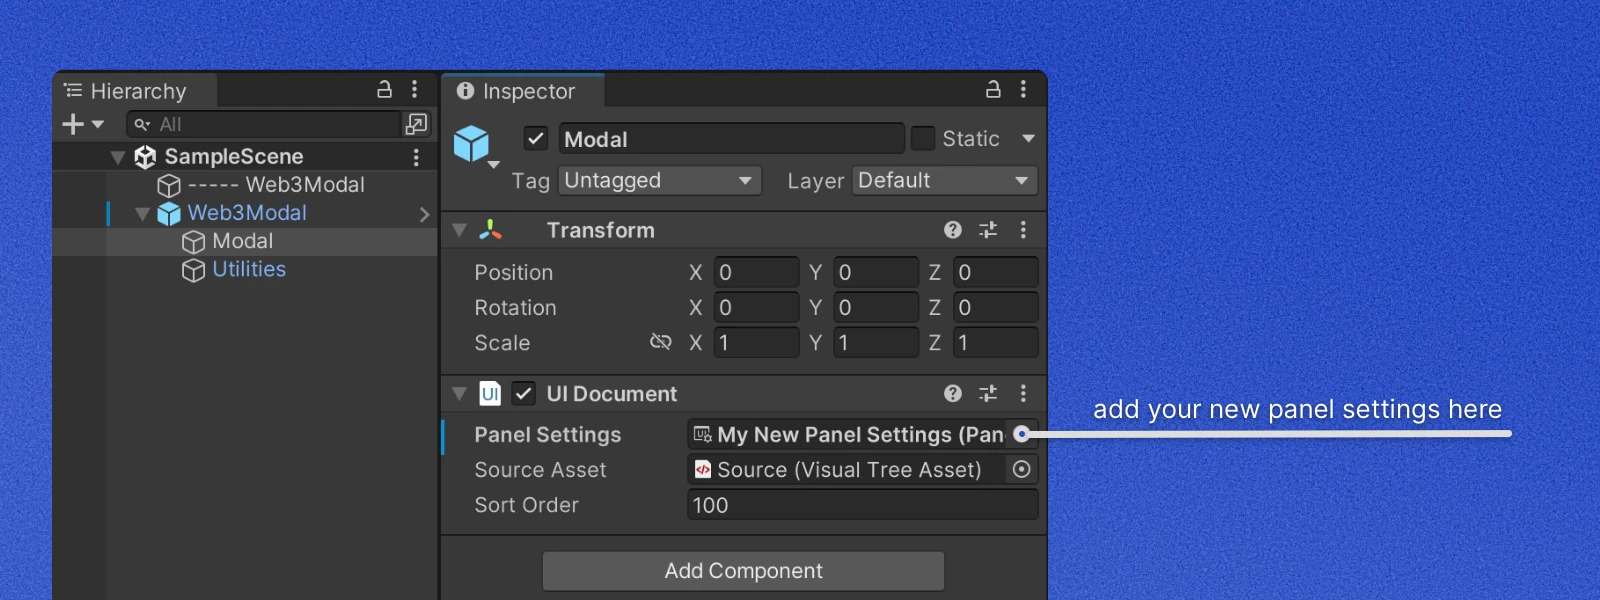 Hierarchy
All
SampleScene
----- Web3Modal
Web3Modal
Modal
Utilities
Inspector
Modal
Static
Tag Untagged Layer Default
Transform
Position X 0 Y 0 Z 0
Rotation X 0 Y 0 Z 0
Scale X 1 Y 1 Z 1
UI UI Document
Panel Settings My New Panel Settings (Pan
Source Asset Source (Visual Tree Asset)
Sort Order 100
Add Component
add your new panel settings here